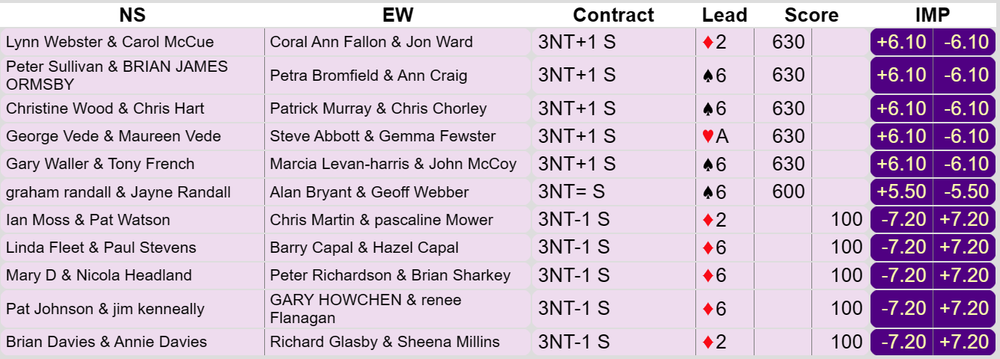 NS EW Contract Lead Score IMP
Lynn Webster & Carol McCue Coral Ann Fallon & Jon Ward 3NT+1 S ♦2 630 +6.10 -6.10
Peter Sullivan & BRIAN JAMES
ORMSBY Petra Bromfield & Ann Craig 3NT+1 S ♠6 630 +6.10 -6.10
Christine Wood & Chris Hart Patrick Murray & Chris Chorley 3NT+1 S ♠6 630 +6.10 -6.10
George Vede & Maureen Vede Steve Abbott & Gemma Fewster 3NT+1 S ♥A 630 +6.10 -6.10
Gary Waller & Tony French Marcia Levan-harris & John McCoy 3NT+1 S ♠6 630 +6.10 -6.10
graham randall & Jayne Randall Alan Bryant & Geoff Webber 3NT= S ♠6 600 +5.50 -5.50
Ian Moss & Pat Watson Chris Martin & pascaline Mower 3NT-1 S ♦2 100 -7.20 +7.20
Linda Fleet & Paul Stevens Barry Capal & Hazel Capal 3NT-1 S ♦6 100 -7.20 +7.20
Mary D & Nicola Headland Peter Richardson & Brian Sharkey 3NT-1 S ♦6 100 -7.20 +7.20
Pat Johnson & jim kenneally GARY HOWCHEN & renee
Flanagan 3NT-1 S ♦6 100 -7.20 +7.20
Brian Davies & Annie Davies Richard Glasby & Sheena Millins 3NT-1 S ♦2 100 -7.20 +7.20